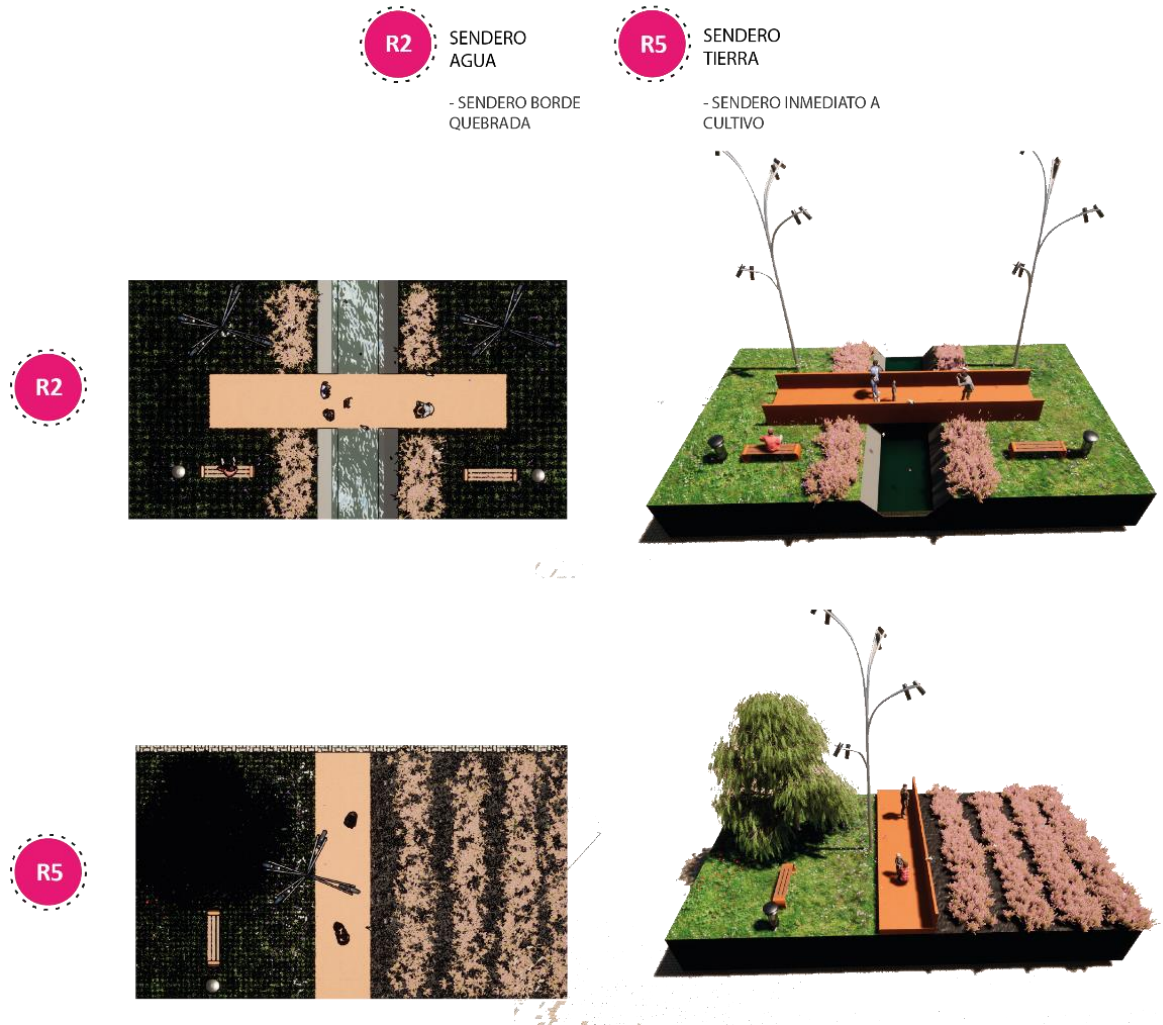 R2
SENDERO
AGUA
- SENDERO BORDE
QUEBRADA
R5
SENDERO
TIERRA
- SENDERO INMEDIATO A
CULTIVO
R2
R5